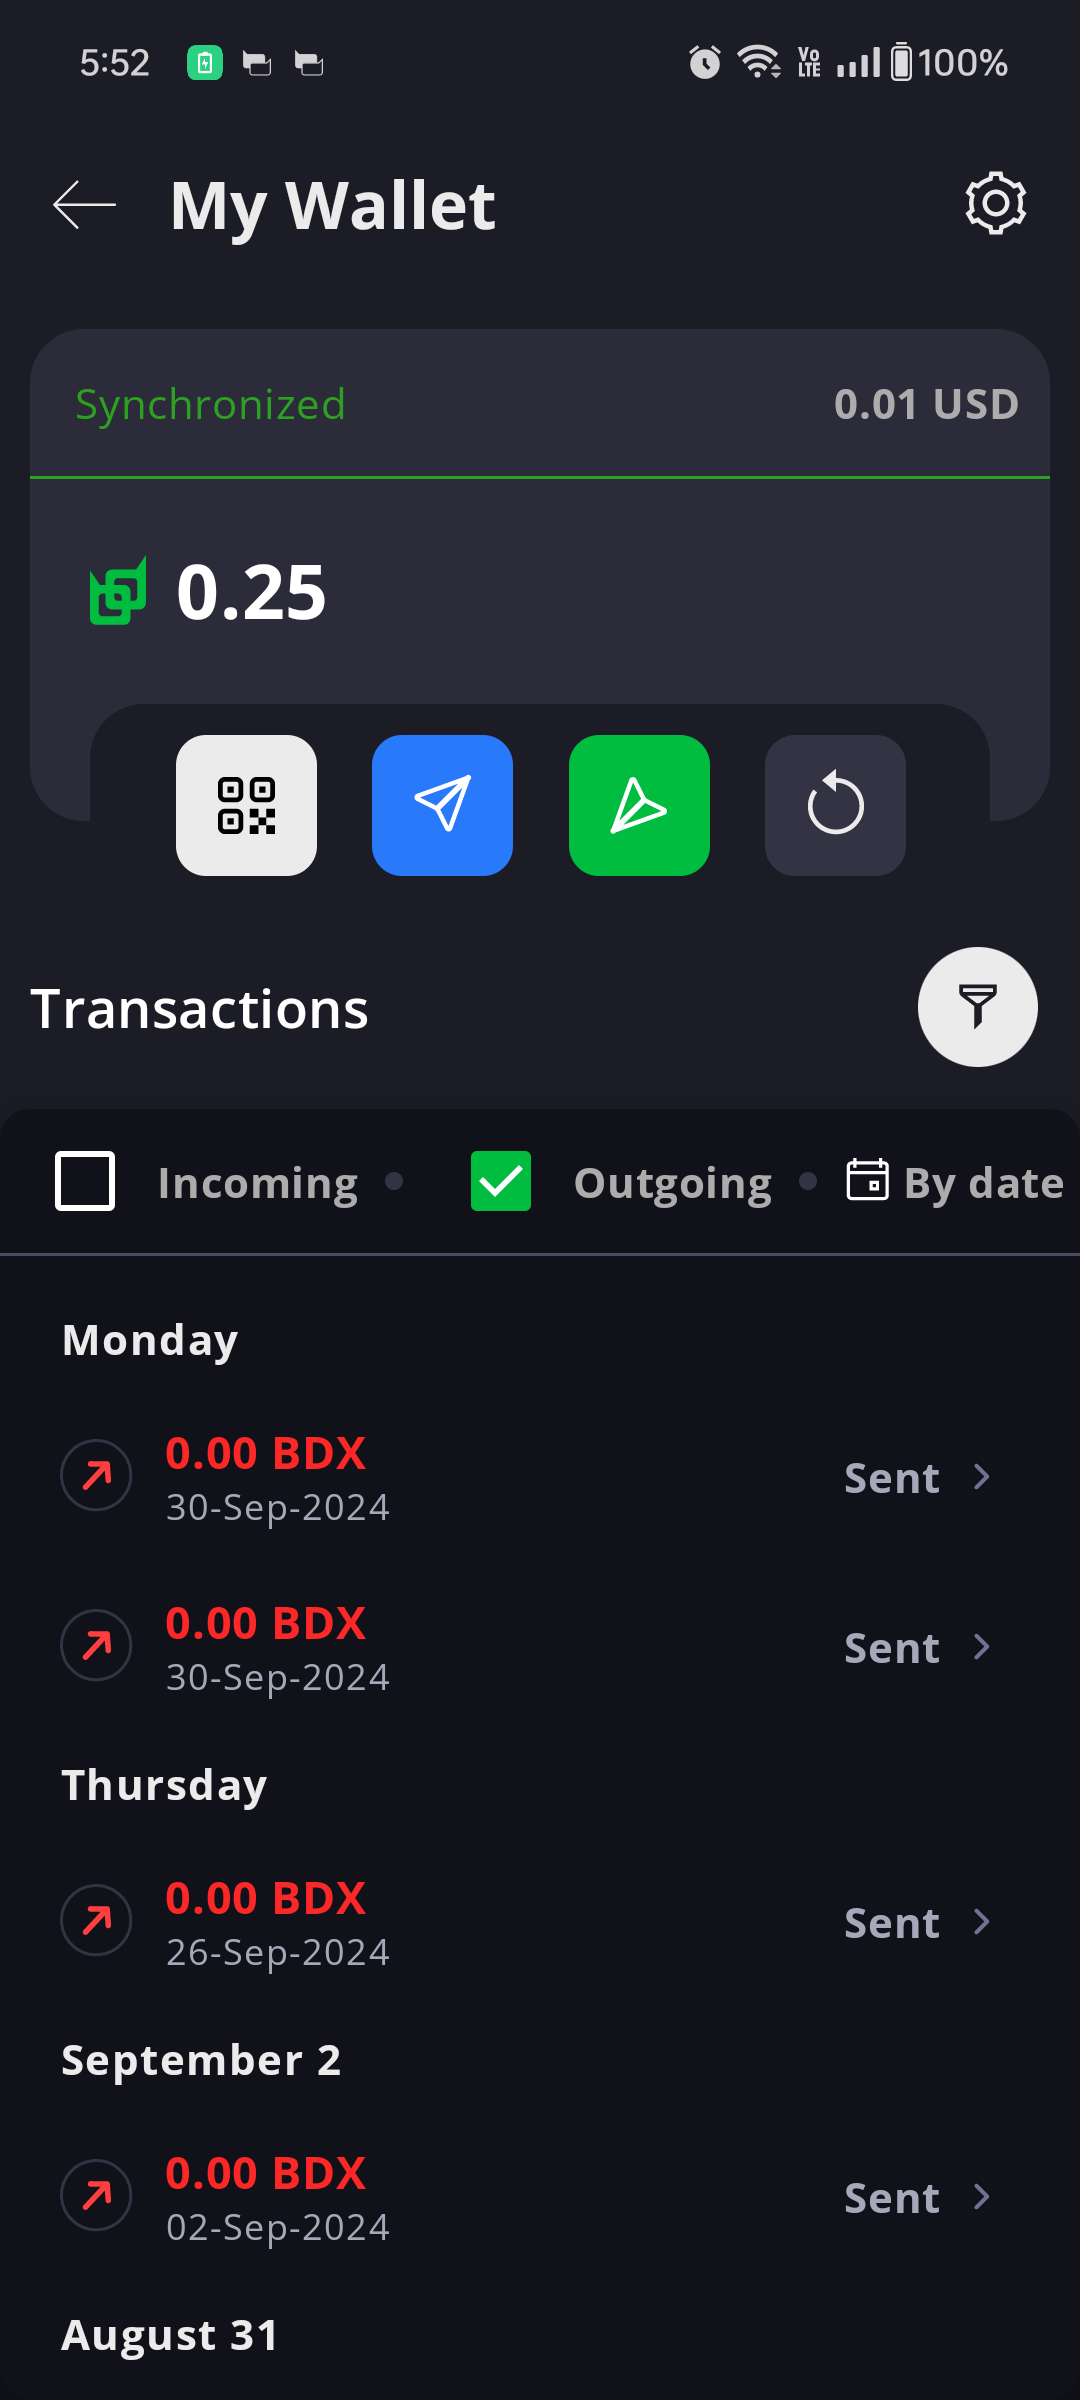 5:52
Vo LTE 100%
My Wallet
Synchronized 0.01 USD
0.25
Transactions
Incoming Outgoing By date
Monday
0.00 BDX
30-Sep-2024
Sent
0.00 BDX
30-Sep-2024
Sent
Thursday
0.00 BDX
26-Sep-2024
Sent
September 2
0.00 BDX
02-Sep-2024
Sent
August 31